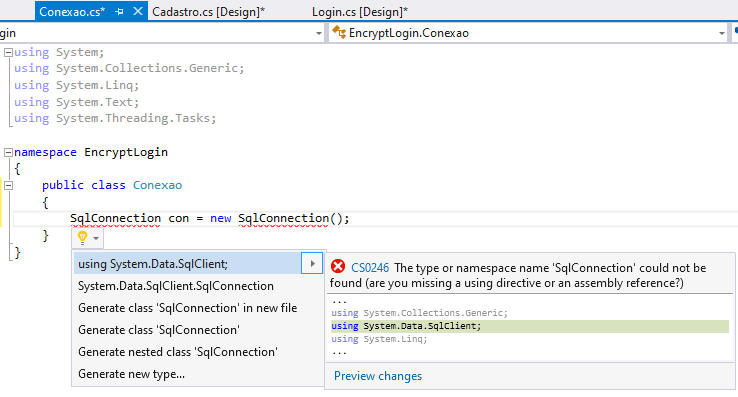 Conexao.cs*
Cadastro.cs [Design]*
Login.cs [Design]*
gin
EncryptLogin.Conexao
using System;
using System.Collections.Generic;
using System.Linq;
using System.Text;
using System.Threading.Tasks;
namespace EncryptLogin
{
public class Conexao
{
SqlConnection con = new SqlConnection();
}
}
using System.Data.SqlClient;
System.Data.SqlClient.SqlConnection
Generate class 'SqlConnection' in new file
Generate class 'SqlConnection'
Generate nested class 'SqlConnection'
Generate new type...
CS0246 The type or namespace name 'SqlConnection' could not be
found (are you missing a using directive or an assembly reference?)
...
using System.Collections.Generic;
using System.Data.SqlClient;
using System.Linq;
...
Preview changes